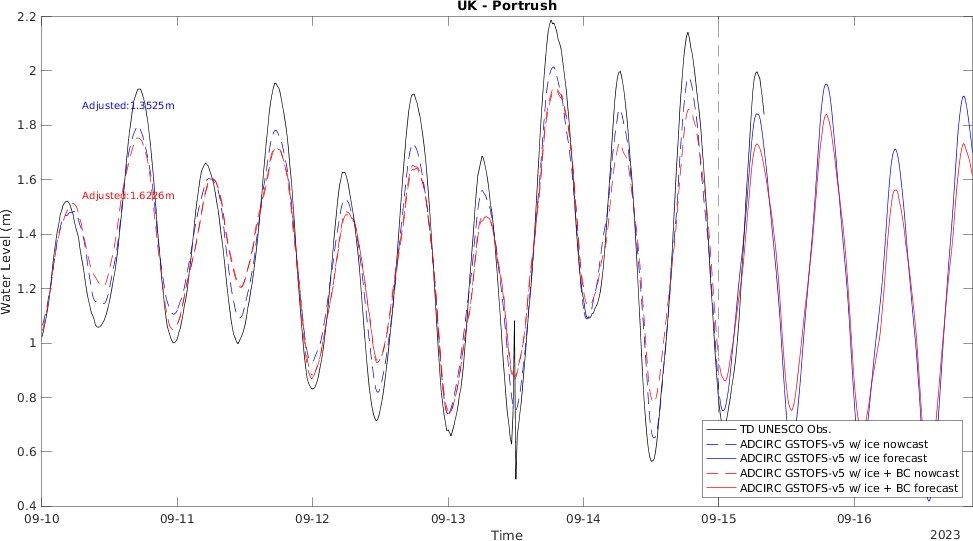 UK - Portrush
2.2
2
1.8
1.6
1.4
1.2
1
0.8
0.6
0.4
Water Level (m)
Adjusted:1.3525m
Adjusted:1.6226m
TD UNESCO Obs.
ADCIRC GSTOFS-v5 w/ ice nowcast
ADCIRC GSTOFS-v5 w/ ice forecast
ADCIRC GSTOFS-v5 w/ ice + BC nowcast
ADCIRC GSTOFS-v5 w/ ice + BC forecast
09-10 09-11 09-12 09-13 09-14 09-15 09-16
Time
2023